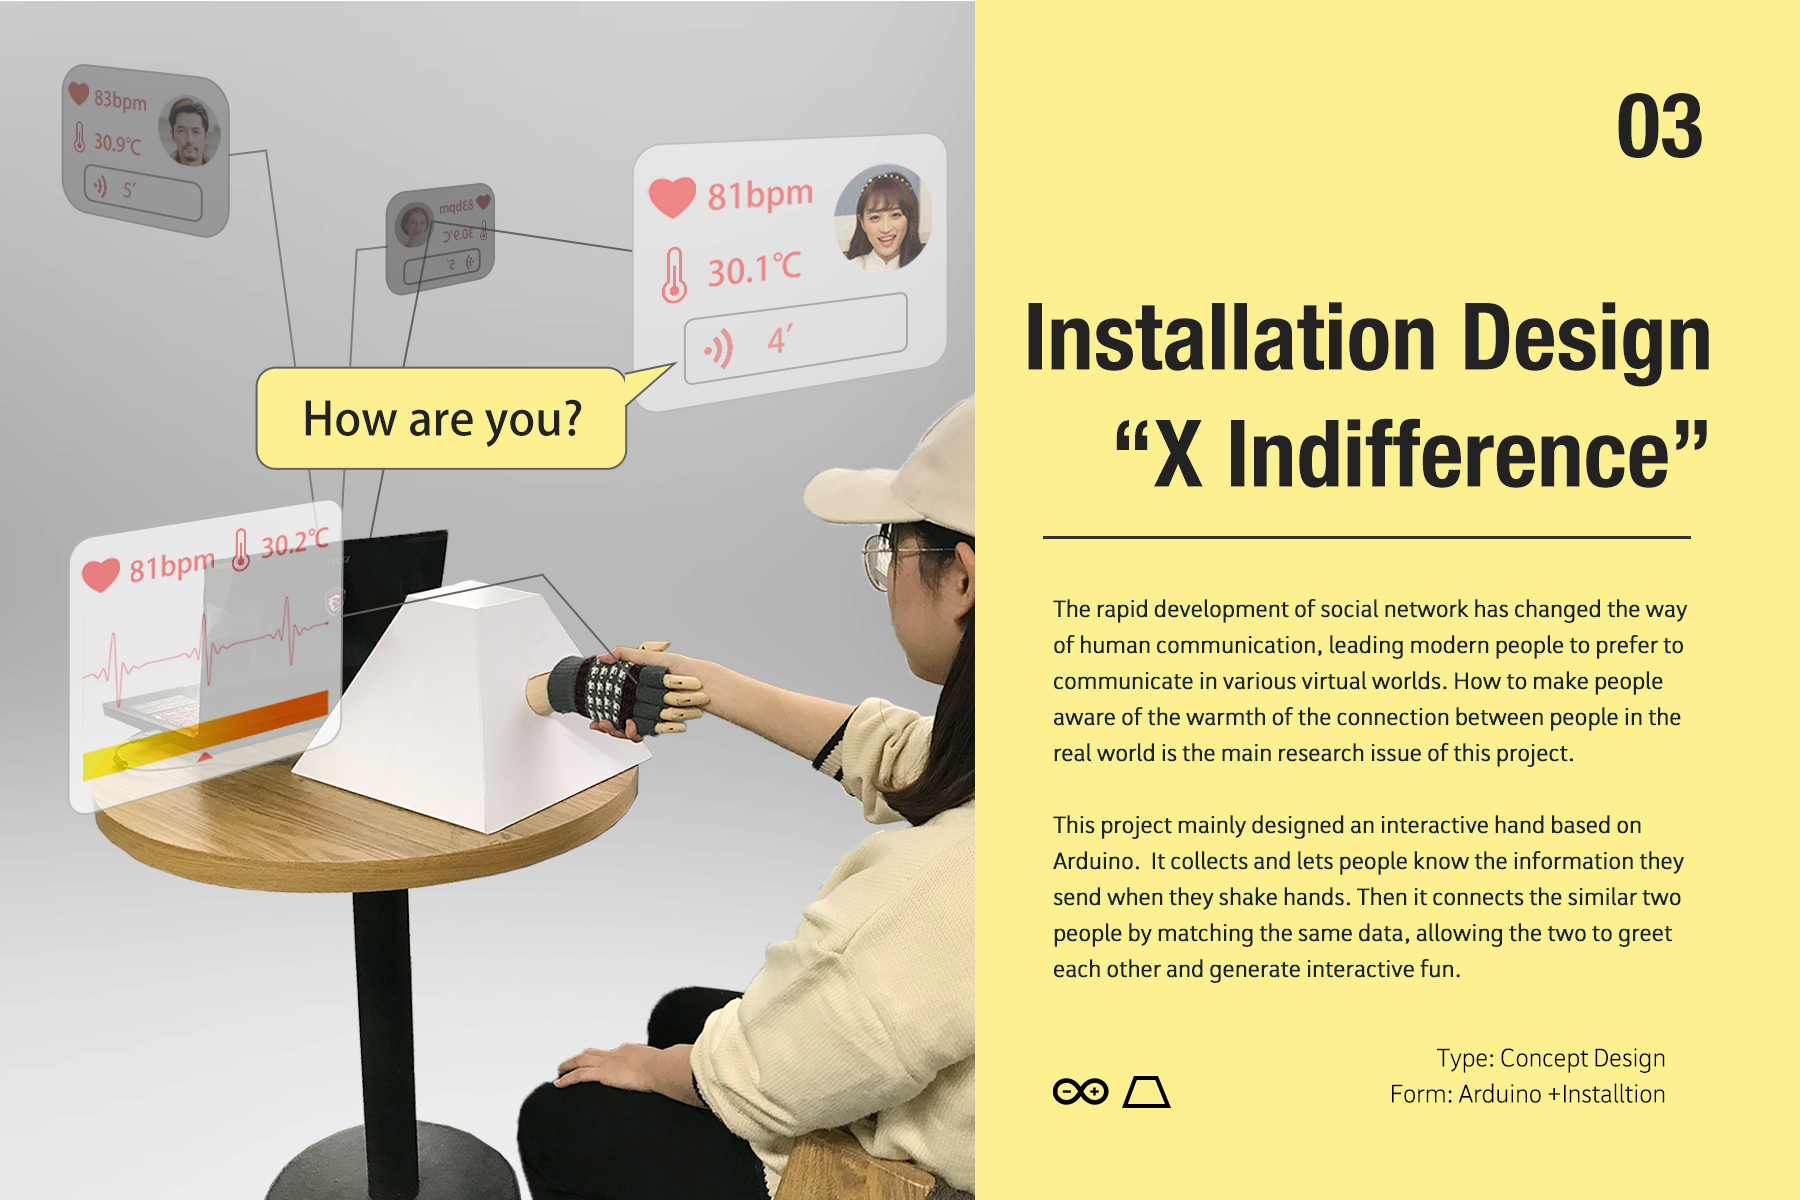 83bpm
30.9℃
5′
83bpm
30.9℃
5′
81bpm
30.1℃
4′
How are you?
81bpm
30.2℃
03
Installation Design
“X Indifference”
The rapid development of social network has changed the way
of human communication, leading modern people to prefer to
communicate in various virtual worlds. How to make people
aware of the warmth of the connection between people in the
real world is the main research issue of this project.
This project mainly designed an interactive hand based on
Arduino.  It collects and lets people know the information they
send when they shake hands. Then it connects the similar two
people by matching the same data, allowing the two to greet
each other and generate interactive fun.
Type: Concept Design
Form: Arduino +Installtion